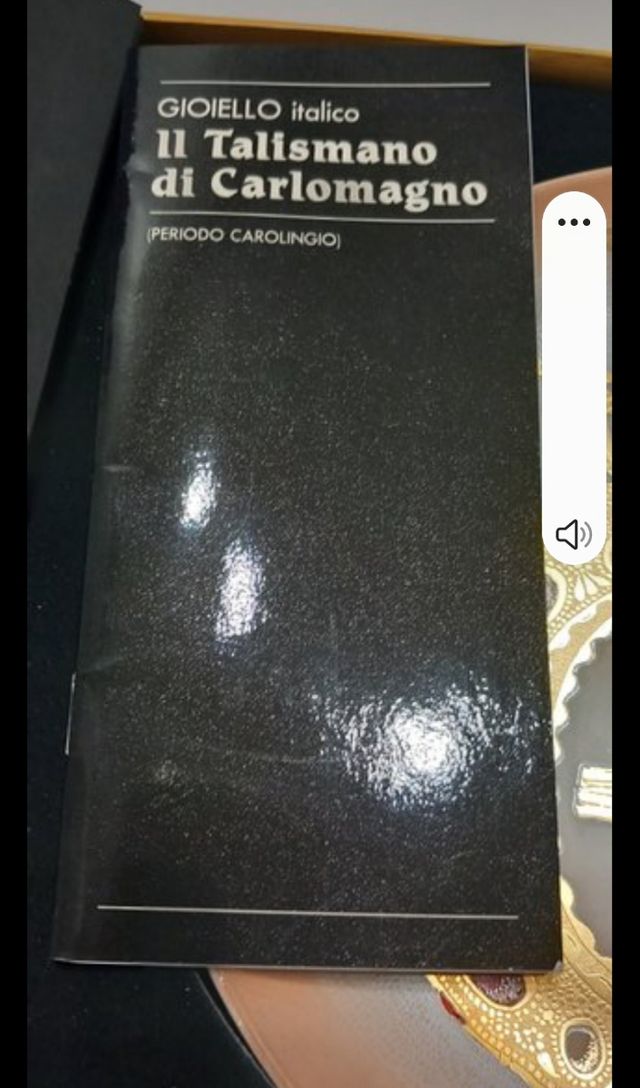 GIOIELLO italico
Il Talismano
di Carlomagno
(PERIODO CAROLINGIO)